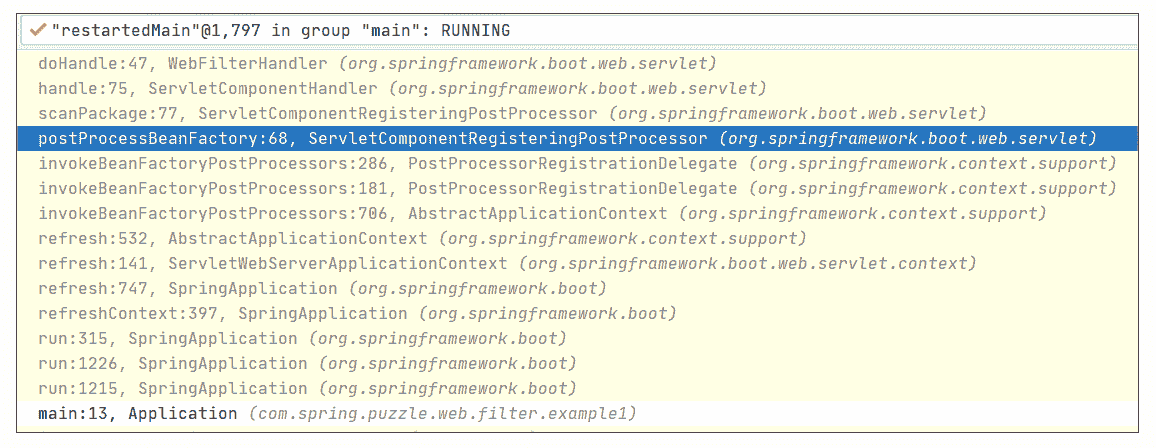 "restartedMain"@1,797 in group "main": RUNNING
doHandle:47, WebFilterHandler (org.springframework.boot.web.servlet)
handle:75, ServletComponentHandler (org.springframework.boot.web.servlet)
scanPackage:77, ServletComponentRegisteringPostProcessor (org.springframework.boot.web.servlet)
postProcessBeanFactory:68, ServletComponentRegisteringPostProcessor (org.springframework.boot.web.servlet)
invokeBeanFactoryPostProcessors:286, PostProcessorRegistrationDelegate (org.springframework.context.support)
invokeBeanFactoryPostProcessors:181, PostProcessorRegistrationDelegate (org.springframework.context.support)
invokeBeanFactoryPostProcessors:706, AbstractApplicationContext (org.springframework.context.support)
refresh:532, AbstractApplicationContext (org.springframework.context.support)
refresh:141, ServletWebServerApplicationContext (org.springframework.boot.web.servlet.context)
refresh:747, SpringApplication (org.springframework.boot)
refreshContext:397, SpringApplication (org.springframework.boot)
run:315, SpringApplication (org.springframework.boot)
run:1226, SpringApplication (org.springframework.boot)
run:1215, SpringApplication (org.springframework.boot)
main:13, Application (com.spring.puzzle.web.filter.example1)